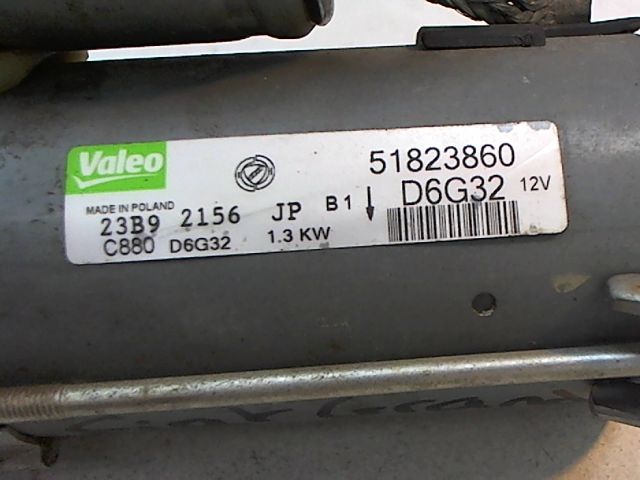 Valeo
51823860
MADE IN POLAND
D6G32 12V
23B9 2156 JP B1
C880 D6G32 1.3 KW